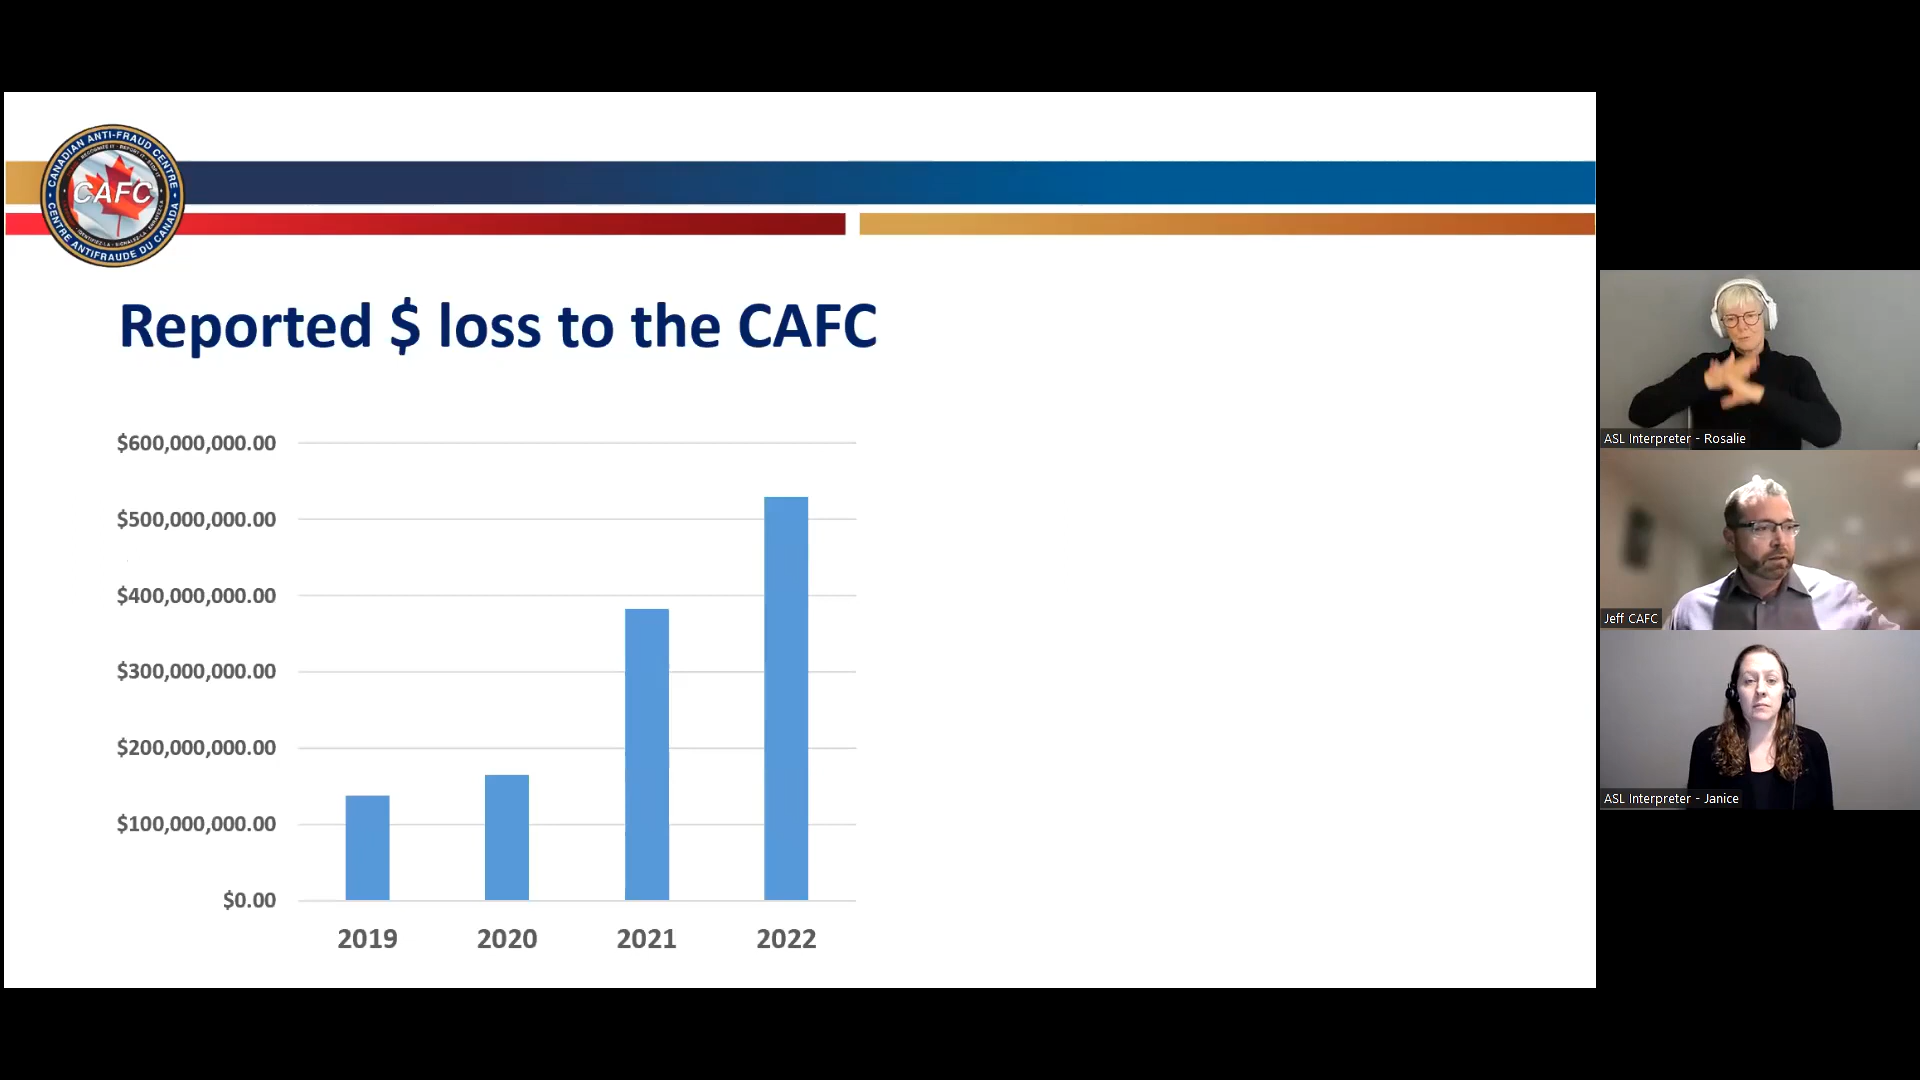 CANADIAN ANTI-FRAUD CENTRE
CAFC
CENTRE ANTIFRAUDE DU CANADA
Reported $ loss to the CAFC
$600,000,000.00
$500,000,000.00
$400,000,000.00
$300,000,000.00
$200,000,000.00
$100,000,000.00
$0.00
2019 2020 2021 2022
ASL Interpreter - Rosalie
Jeff CAFC
ASL Interpreter - Janice